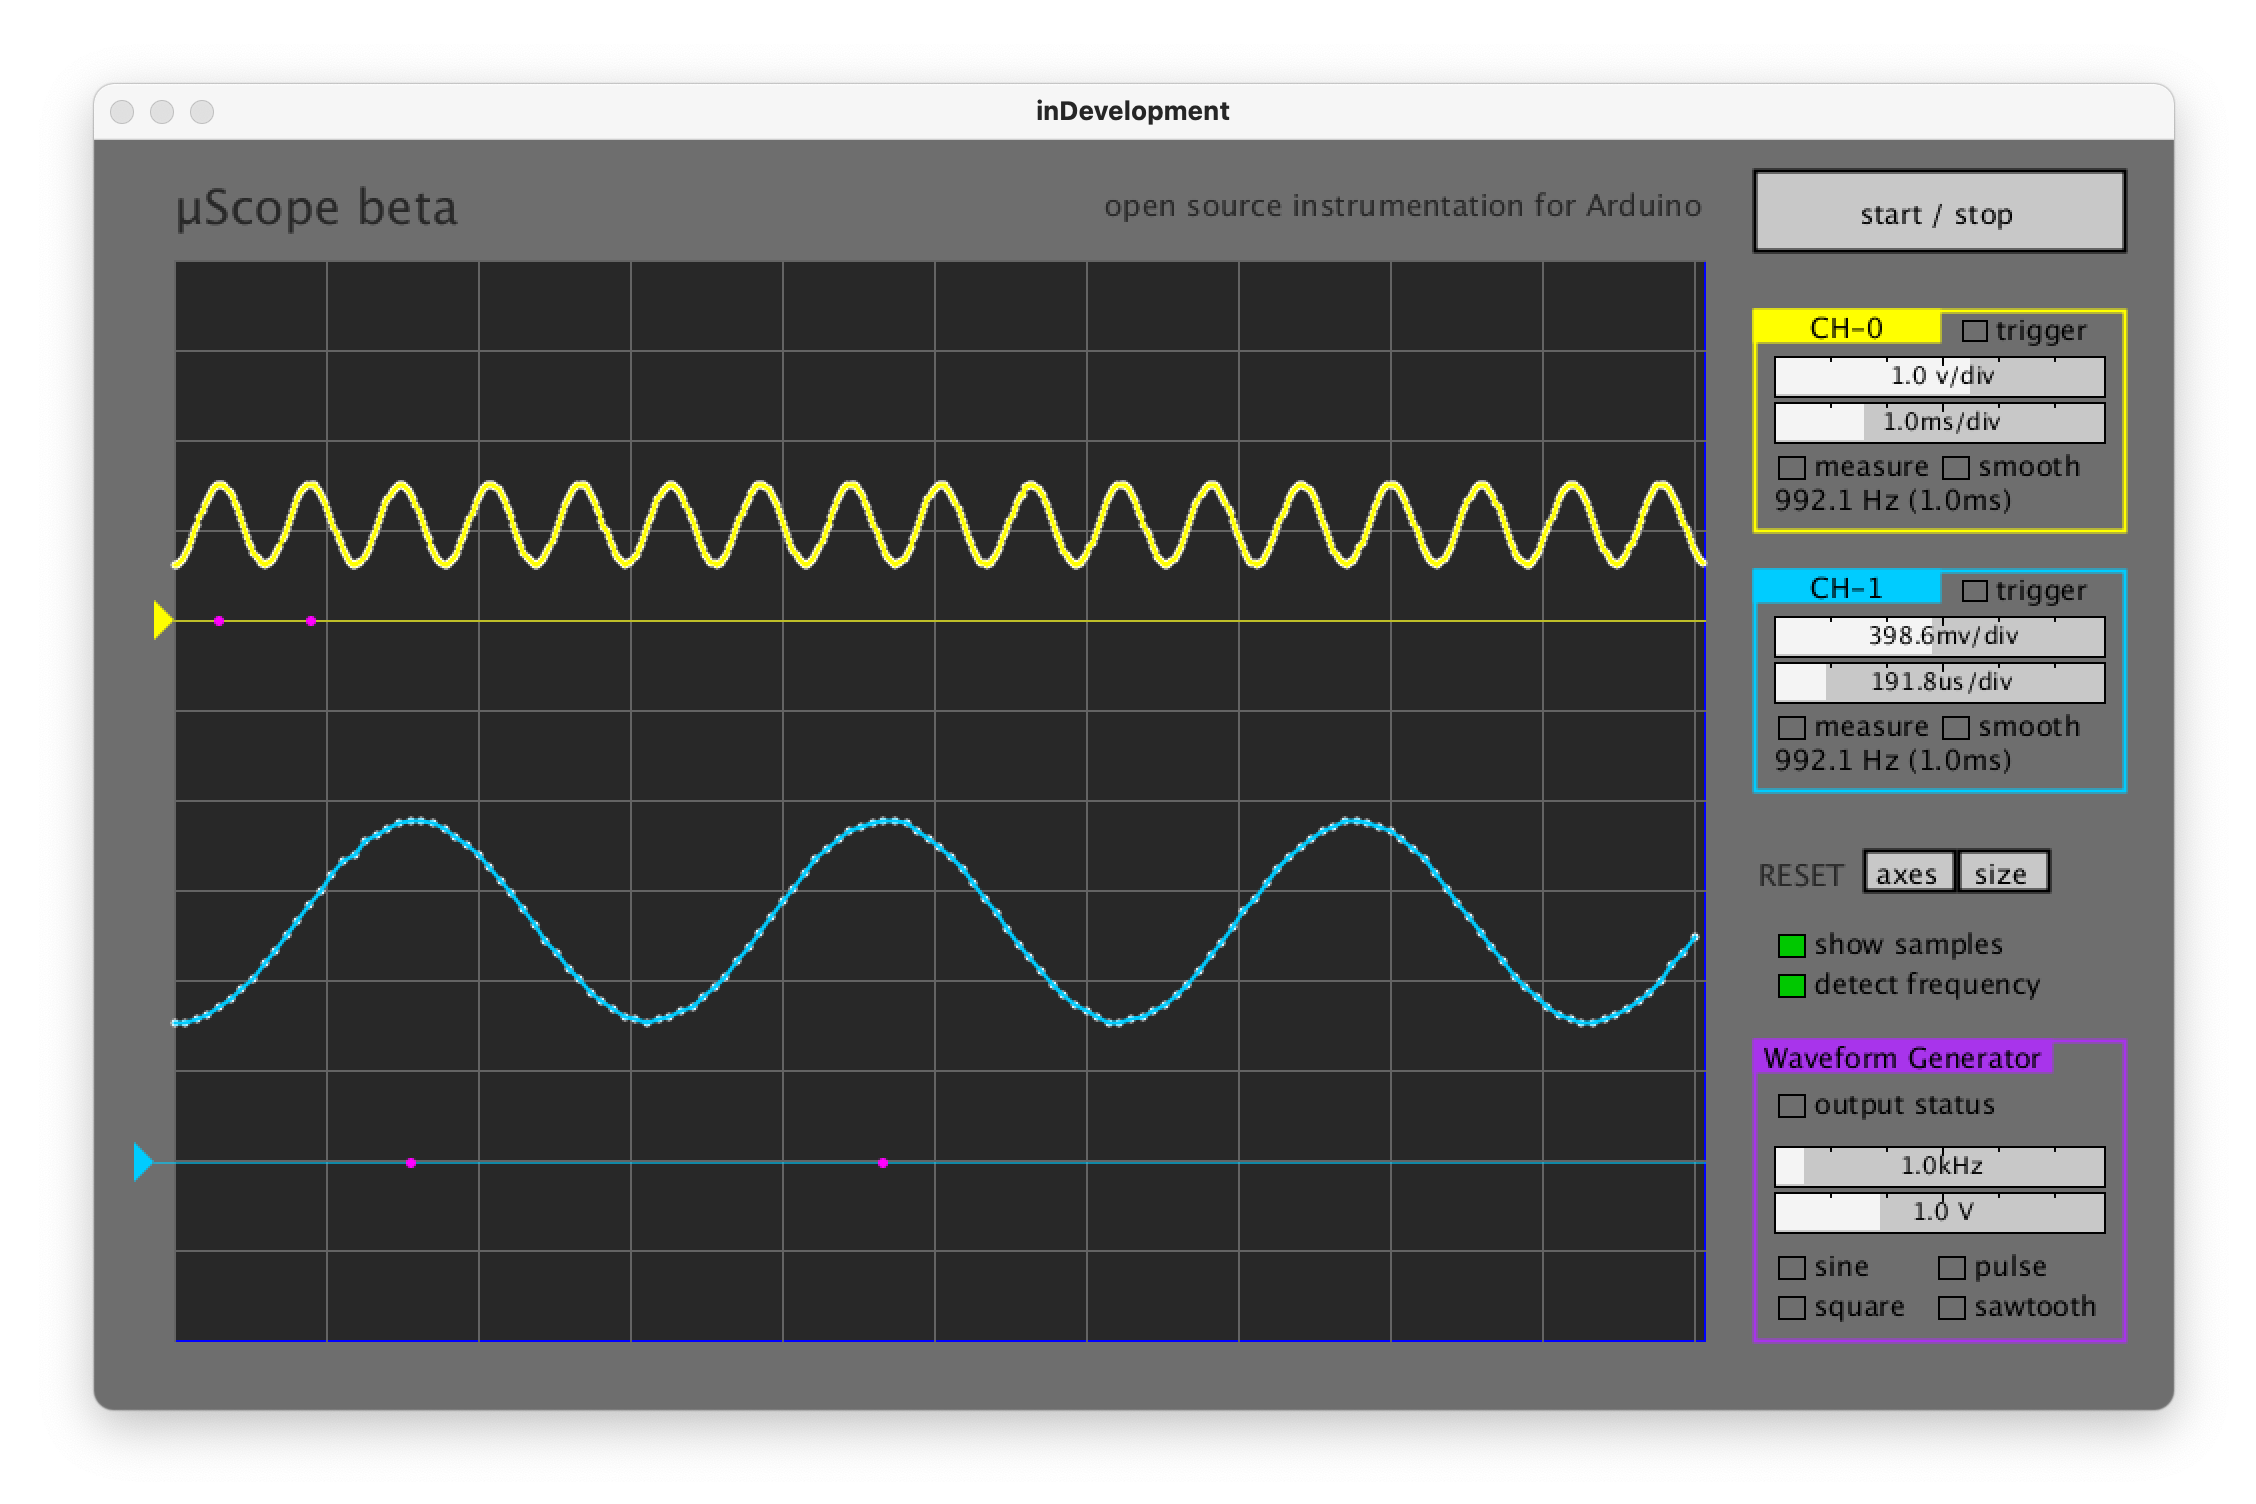 inDevelopment
µScope beta
open source instrumentation for Arduino
start / stop
CH-0
trigger
1.0 v/div
1.0ms/div
measure
smooth
992.1 Hz (1.0ms)
CH-1
trigger
398.6mv/div
191.8us/div
measure
smooth
992.1 Hz (1.0ms)
RESET
axes
size
show samples
detect frequency
Waveform Generator
output status
1.0kHz
1.0 V
sine
pulse
square
sawtooth